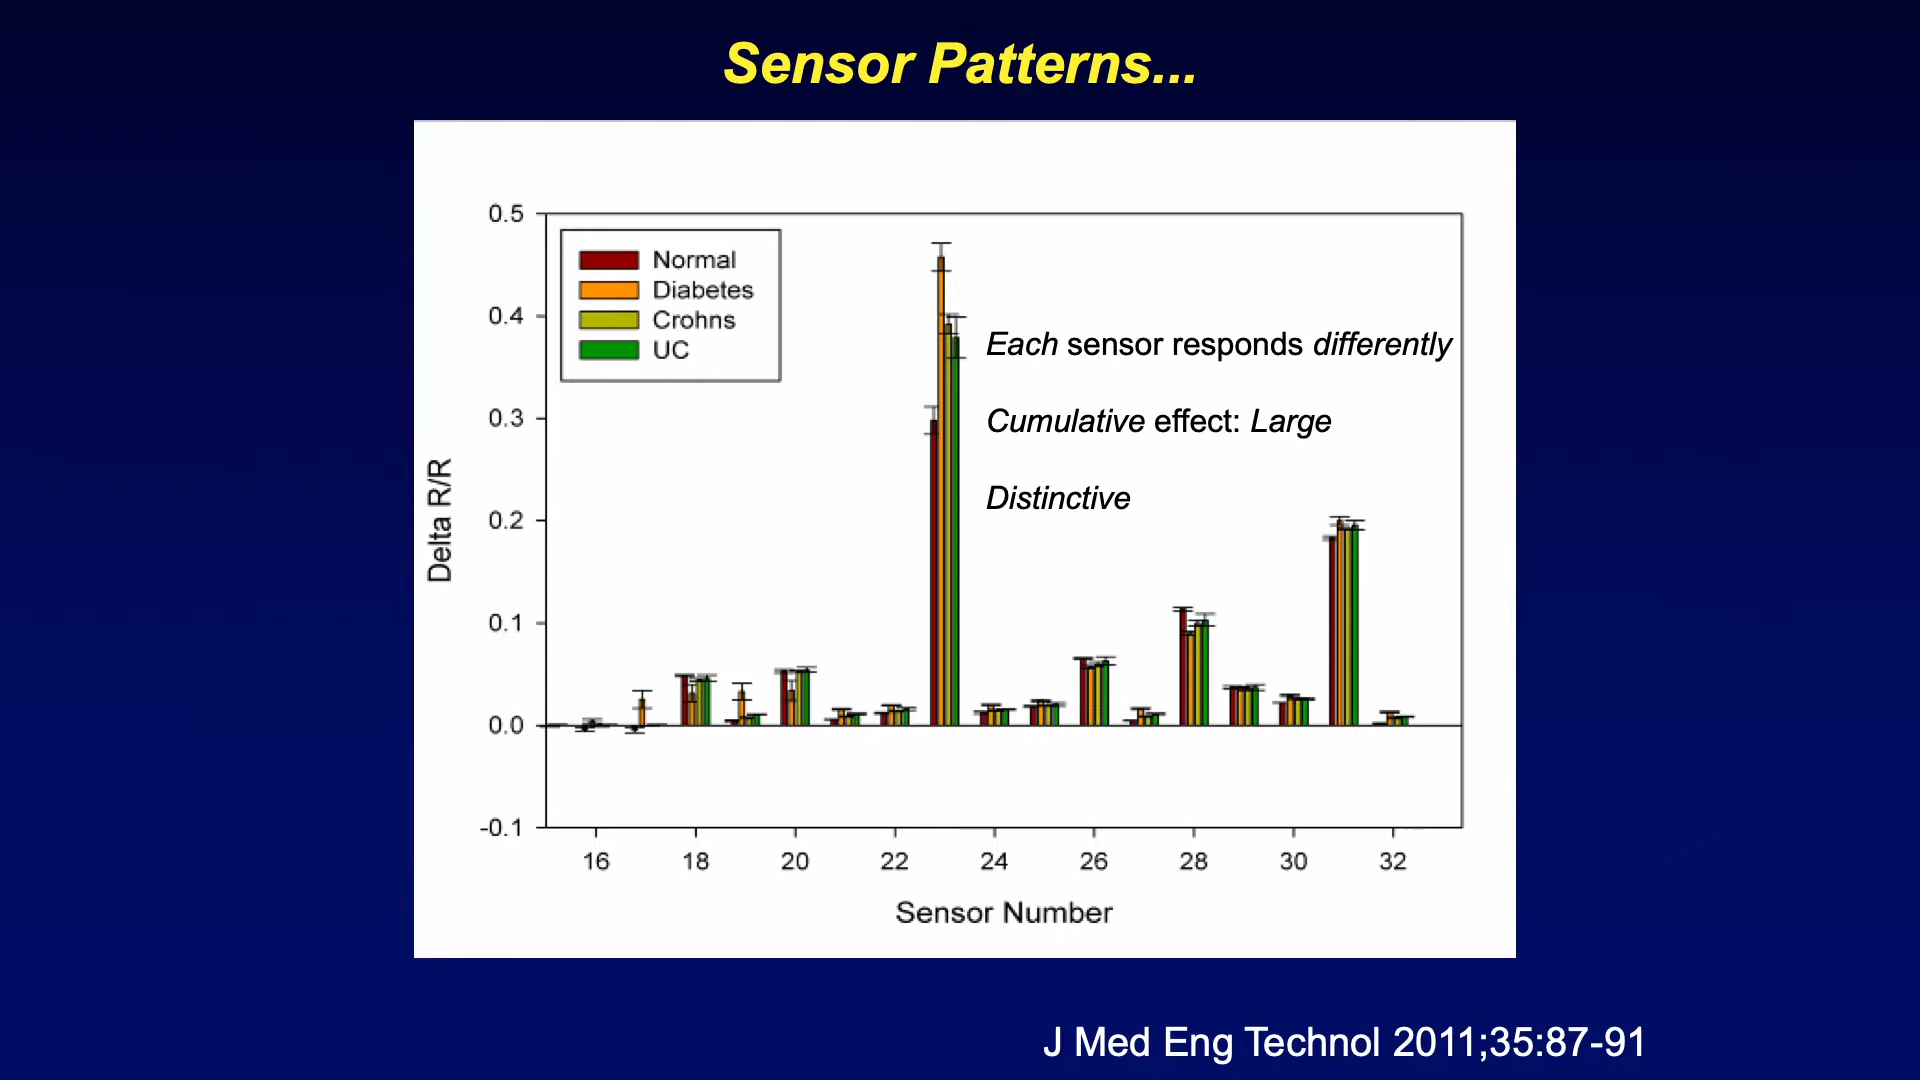 Sensor Patterns...
0.5
0.4
0.3
0.2
0.1
0.0
-0.1
Delta R/R
Normal
Diabetes
Crohns
UC
Each sensor responds differently
Cumulative effect: Large
Distinctive
16 18 20 22 24 26 28 30 32
Sensor Number
J Med Eng Technol 2011;35:87-91